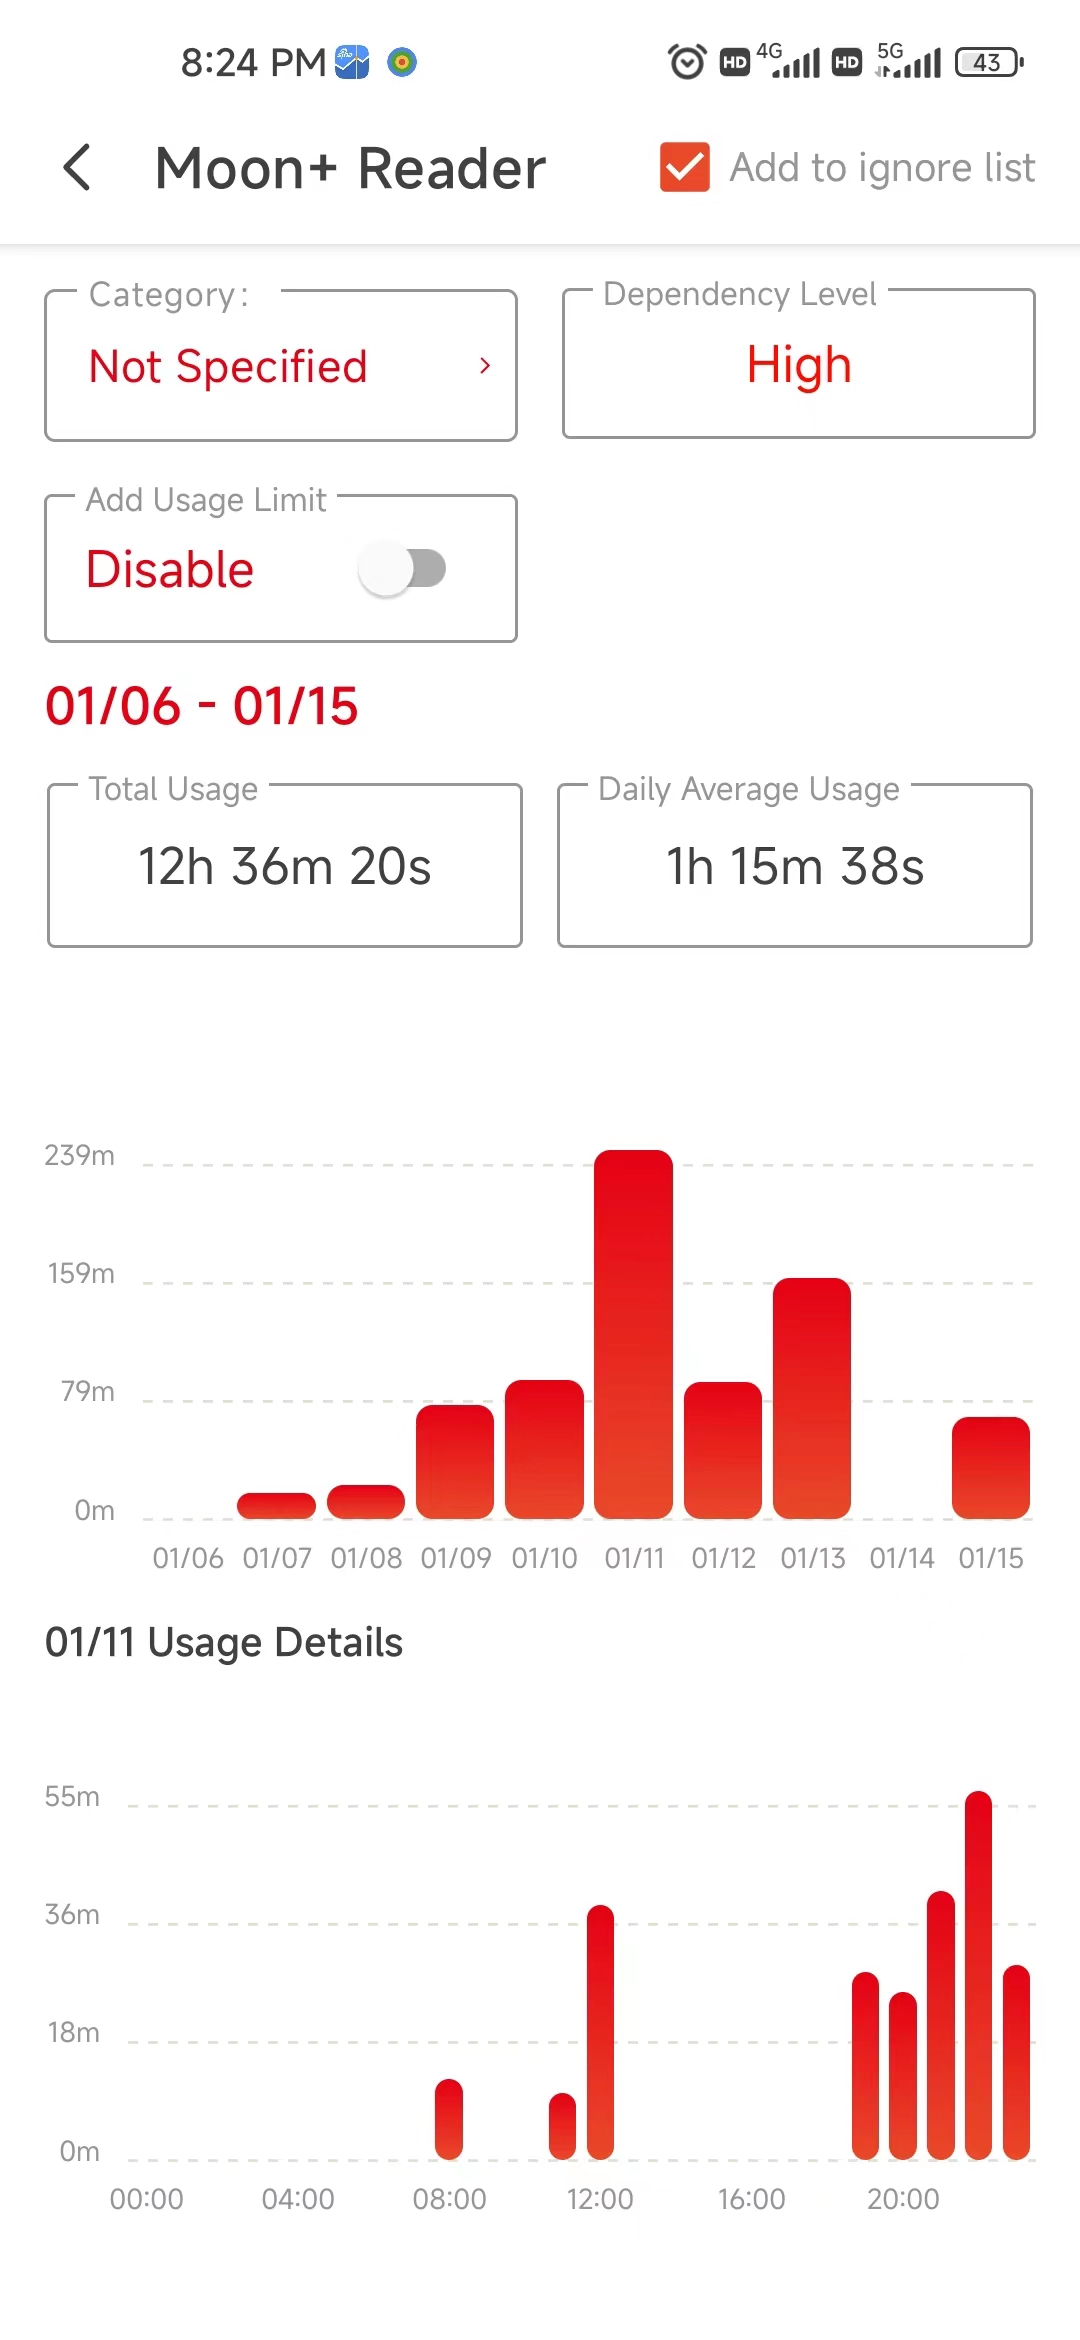 8:24 PM 4G HD HD 5G 43
Moon+ Reader
Add to ignore list
Category:
Dependency Level
Not Specified
High
Add Usage Limit
Disable
01/06 - 01/15
Total Usage
Daily Average Usage
12h 36m 20s
1h 15m 38s
239m
159m
79m
0m
01/06 01/07 01/08 01/09 01/10 01/11 01/12 01/13 01/14 01/15
01/11 Usage Details
55m
36m
18m
0m
00:00 04:00 08:00 12:00 16:00 20:00